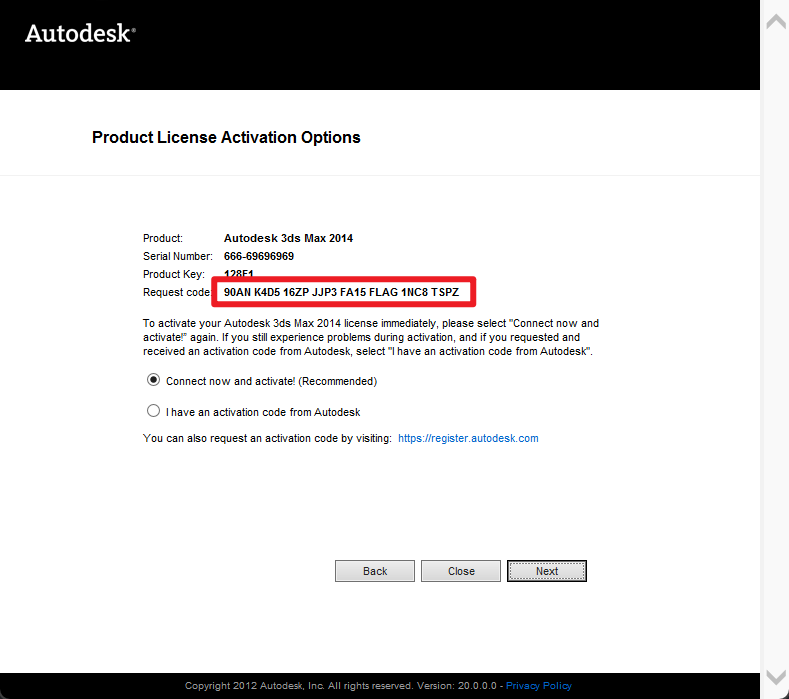 Autodesk®
Product License Activation Options
Product: Autodesk 3ds Max 2014
Serial Number: 666-69696969
Product Key: 128F1
Request code: 90AN K4D5 16ZP JJP3 FA15 FLAG 1NC8 TSPZ
To activate your Autodesk 3ds Max 2014 license immediately, please select "Connect now and
activate!" again. If you still experience problems during activation, and if you requested and
received an activation code from Autodesk, select "I have an activation code from Autodesk".
Connect now and activate! (Recommended)
I have an activation code from Autodesk
You can also request an activation code by visiting: https://register.autodesk.com
Back Close Next
Copyright 2012 Autodesk, Inc. All rights reserved. Version: 20.0.0.0 - Privacy Policy